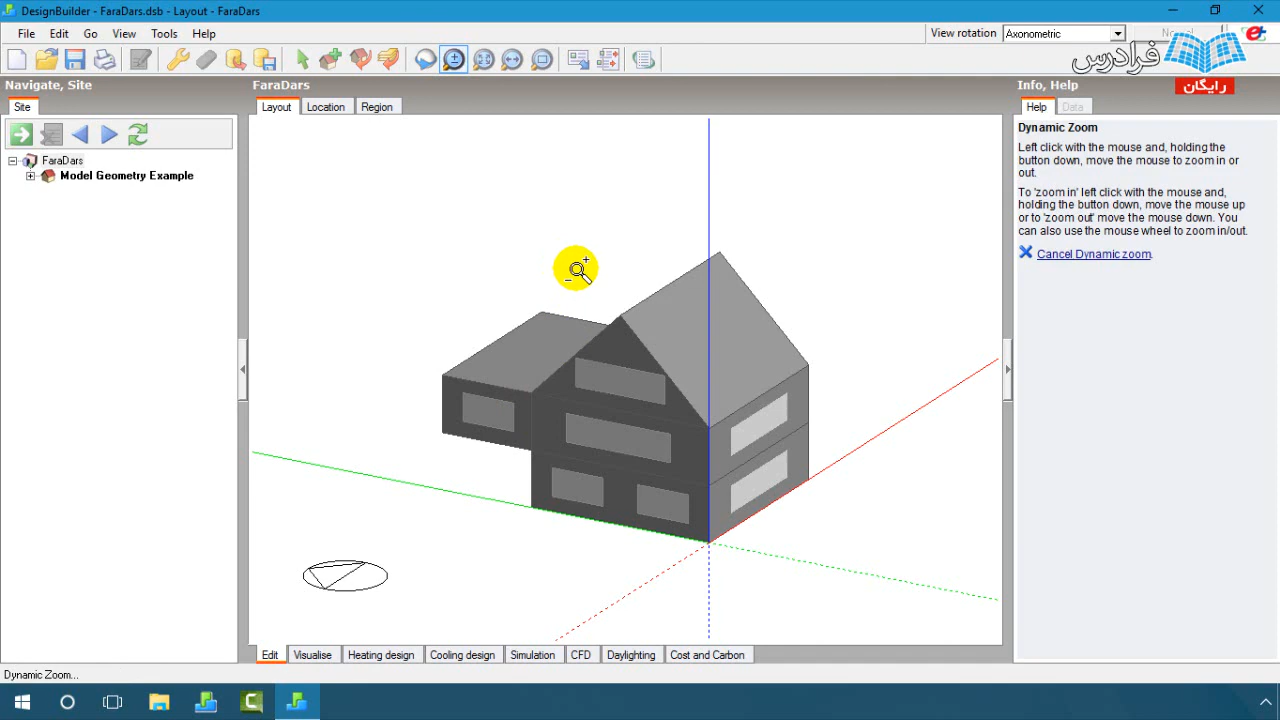 DesignBuilder - FaraDars.dsb - Layout - FaraDars
File Edit Go View Tools Help
View rotation Axonometric
فرادرس
رایگان
Navigate, Site
FaraDars
Info, Help
Site
Layout Location Region
Help Data
FaraDars
Model Geometry Example
Dynamic Zoom
Left click with the mouse and, holding the
button down, move the mouse to zoom in or
out.
To 'zoom in' left click with the mouse and,
holding the button down, move the mouse up
or to 'zoom out' move the mouse down. You
can also use the mouse wheel to zoom in/out.
Cancel Dynamic zoom.
Edit Visualise Heating design Cooling design Simulation CFD Daylighting Cost and Carbon
Dynamic Zoom...